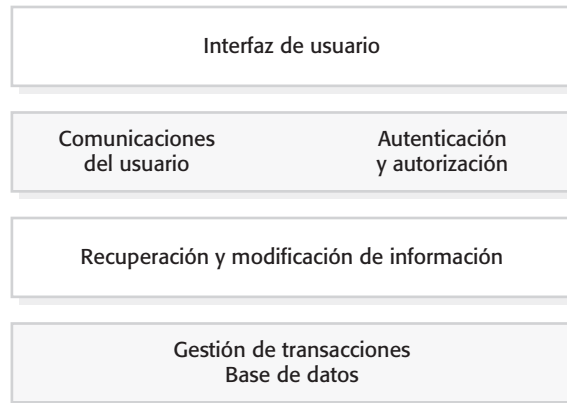 Interfaz de usuario
Comunicaciones
del usuario
Autenticación
y autorización
Recuperación y modificación de información
Gestión de transacciones
Base de datos